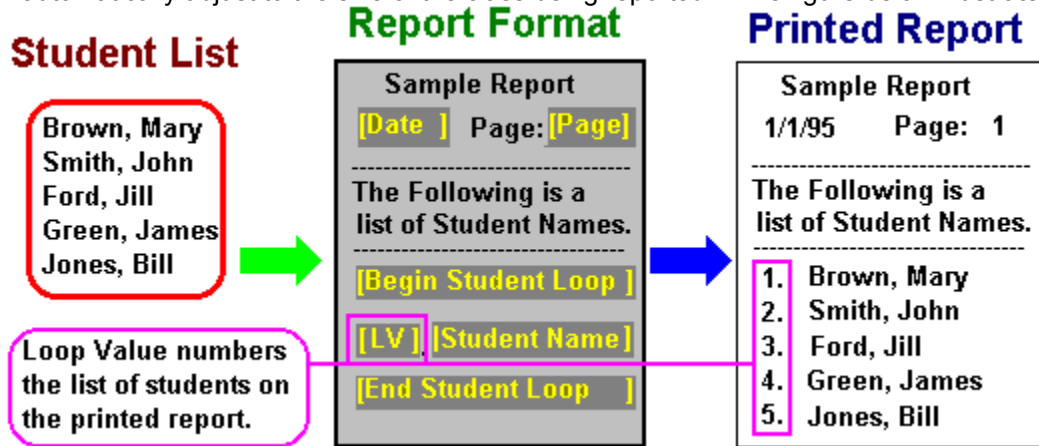 Report Format
Printed Report
Student List
Brown, Mary
Smith, John
Ford, Jill
Green, James
Jones, Bill
Loop Value numbers
the list of students on
the printed report.
Sample Report
[Date ] Page: [Page]
--------------------------------
The Following is a
list of Student Names.
--------------------------------
[Begin Student Loop ]
[LV]. [Student Name]
[End Student Loop ]
Sample Report
1/1/95 Page: 1
--------------------------------
The Following is a
list of Student Names.
--------------------------------
1. Brown, Mary
2. Smith, John
3. Ford, Jill
4. Green, James
5. Jones, Bill